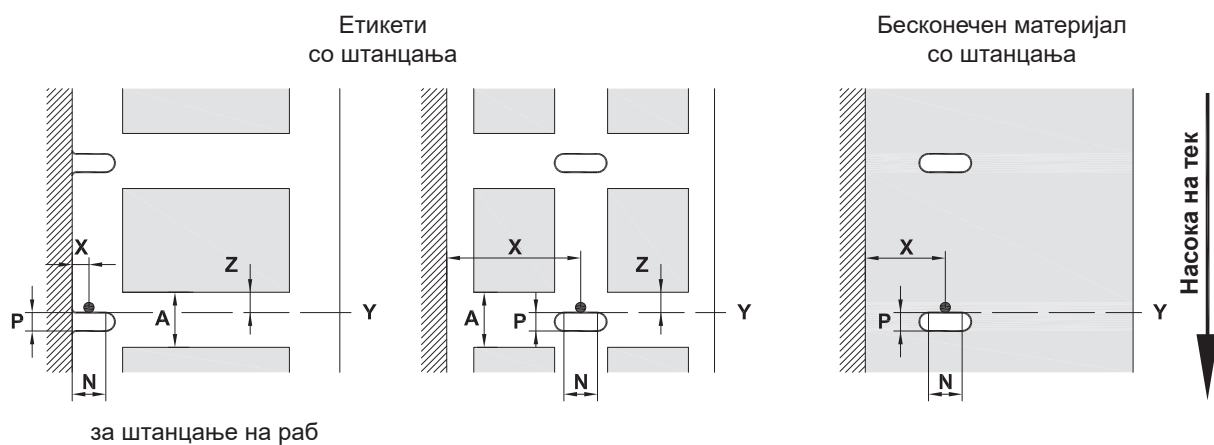 Етикети
со штанцања
Бесконечен материјал
со штанцања
X
Z
P
A
Y
N
X
Z
A
P
Y
N
X
P
Y
N
Насока на тек
за штанцање на раб